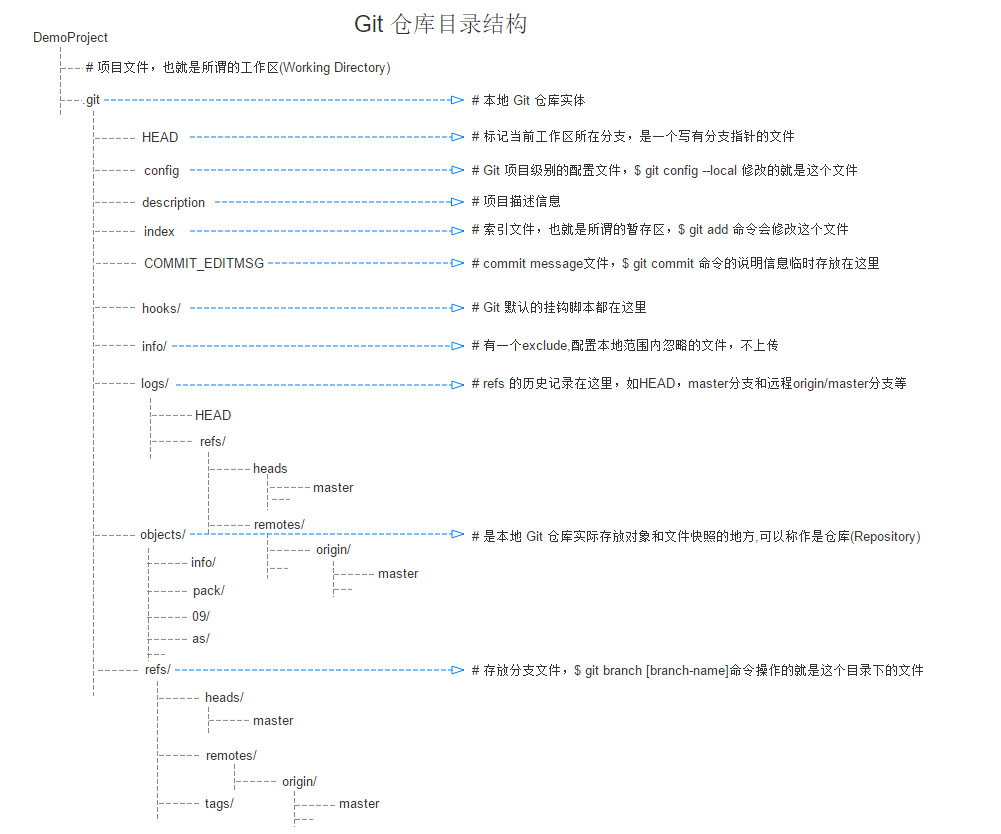 Git 仓库目录结构
DemoProject
# 项目文件，也就是所谓的工作区(Working Directory)
git # 本地 Git 仓库实体
HEAD # 标记当前工作区所在分支，是一个写有分支指针的文件
config # Git 项目级别的配置文件，$ git config --local 修改的就是这个文件
description # 项目描述信息
index # 索引文件，也就是所谓的暂存区，$ git add 命令会修改这个文件
COMMIT_EDITMSG # commit message文件，$ git commit 命令的说明信息临时存放在这里
hooks/ # Git 默认的挂钩脚本都在这里
info/ # 有一个exclude,配置本地范围内忽略的文件，不上传
logs/ # refs 的历史记录在这里，如HEAD，master分支和远程origin/master分支等
HEAD
refs/
heads
master
remotes/
objects/ # 是本地 Git 仓库实际存放对象和文件快照的地方,可以称作是仓库(Repository)
origin/
info/
master
pack/
09/
as/
refs/ # 存放分支文件，$ git branch [branch-name]命令操作的就是这个目录下的文件
heads/
master
remotes/
origin/
tags/
master